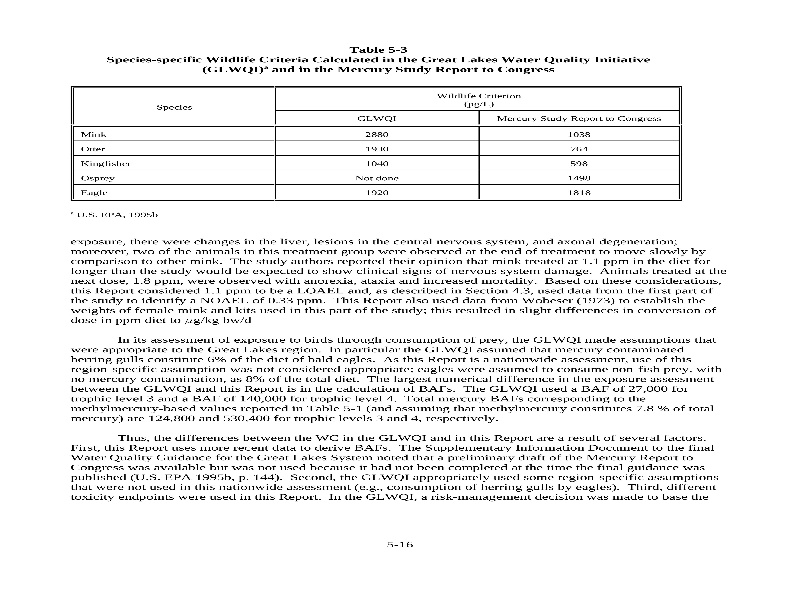 Table 5-3
Species-specific Wildlife Criteria Calculated in the Great Lakes Water Quality Initiative
(GLWQI)ª and in the Mercury Study Report to Congress
Species
Wildlife Criterion
(pg/L)
GLWQI Mercury Study Report to Congress
Mink 2880 1038
Otter 1930 764
Kingfisher 1040 598
Osprey Not done 1498
Eagle 1920 1818
ª U.S. EPA, 1995b
exposure, there were changes in the liver, lesions in the central nervous system, and axonal degeneration;
moreover, two of the animals in this treatment group were observed at the end of treatment to move slowly by
comparison to other mink. The study authors reported their opinion that mink treated at 1.1 ppm in the diet for
longer than the study would be expected to show clinical signs of nervous system damage. Animals treated at the
next dose, 1.8 ppm, were observed with anorexia, ataxia and increased mortality. Based on these considerations,
this Report considered 1.1 ppm to be a LOAEL and, as described in Section 4.3, used data from the first part of
the study to identify a NOAEL of 0.33 ppm. This Report also used data from Wobeser (1973) to establish the
weights of female mink and kits used in this part of the study; this resulted in slight differences in conversion of
dose in ppm diet to µg/kg bw/d
In its assessment of exposure to birds through consumption of prey, the GLWQI made assumptions that
were appropriate to the Great Lakes region. In particular the GLWQI assumed that mercury contaminated
herring gulls constitute 6% of the diet of bald eagles. As this Report is a nationwide assessment, use of this
region-specific assumption was not considered appropriate; eagles were assumed to consume non-fish prey, with
no mercury contamination, as 8% of the total diet. The largest numerical difference in the exposure assessment
between the GLWQI and this Report is in the calculation of BAFs. The GLWQI used a BAF of 27,000 for
trophic level 3 and a BAF of 140,000 for trophic level 4. Total mercury BAFs corresponding to the
methylmercury-based values reported in Table 5-1 (and assuming that methylmercury constitutes 7.8 % of total
mercury) are 124,800 and 530,400 for trophic levels 3 and 4, respectively.
Thus, the differences between the WC in the GLWQI and in this Report are a result of several factors.
First, this Report uses more recent data to derive BAFs. The Supplementary Information Document to the final
Water Quality Guidance for the Great Lakes System noted that a preliminary draft of the Mercury Report to
Congress was available but was not used because it had not been completed at the time the final guidance was
published (U.S. EPA 1995b, p. 144). Second, the GLWQI appropriately used some region-specific assumptions
that were not used in this nationwide assessment (e.g., consumption of herring gulls by eagles). Third, different
toxicity endpoints were used in this Report. In the GLWQI, a risk-management decision was made to base the
5-16